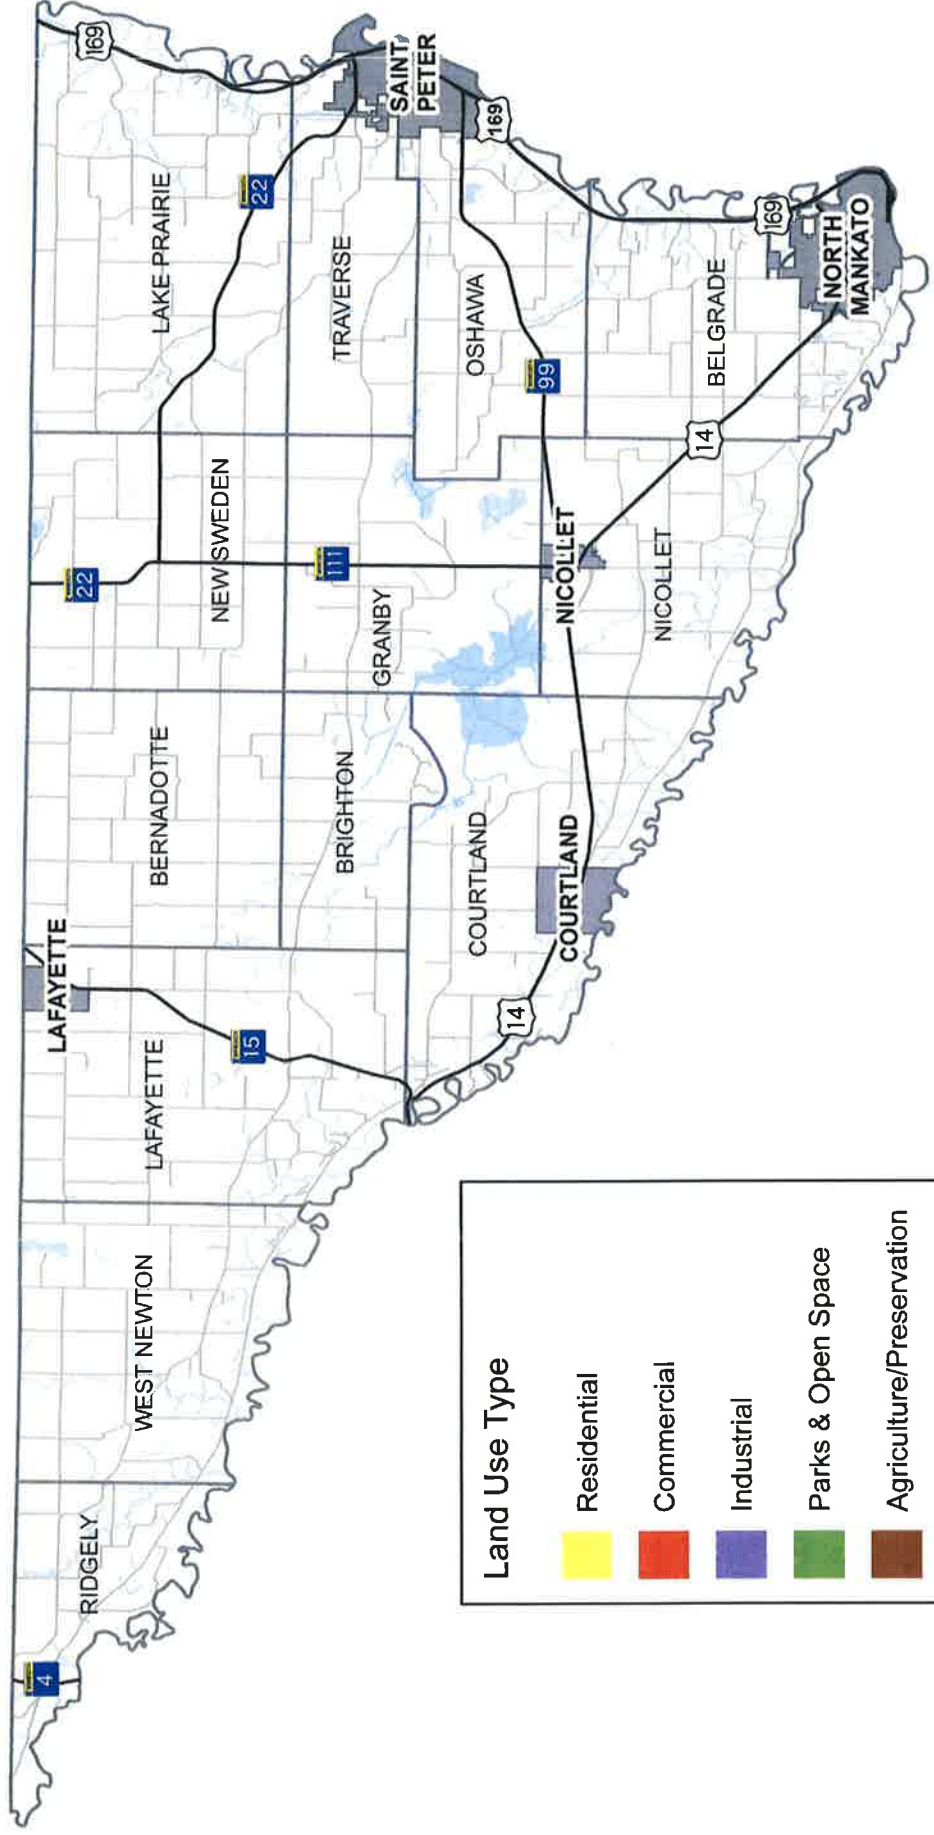 169
LAKE PRAIRIE
22
SAINT
PETER
TRAVERSE
169
OSHAWA
99
BELGRADE
169
NORTH
MANKATO
22
NEW SWEDEN
111
GRANBY
NICOLLET
14
NICOLLET
BERNADOTTE
BRIGHTON
COURTLAND
COURTLAND
LAFAYETTE
LAFAYETTE
15
14
WEST NEWTON
RIDGELY
4
Land Use Type
Residential
Commercial
Industrial
Parks & Open Space
Agriculture/Preservation